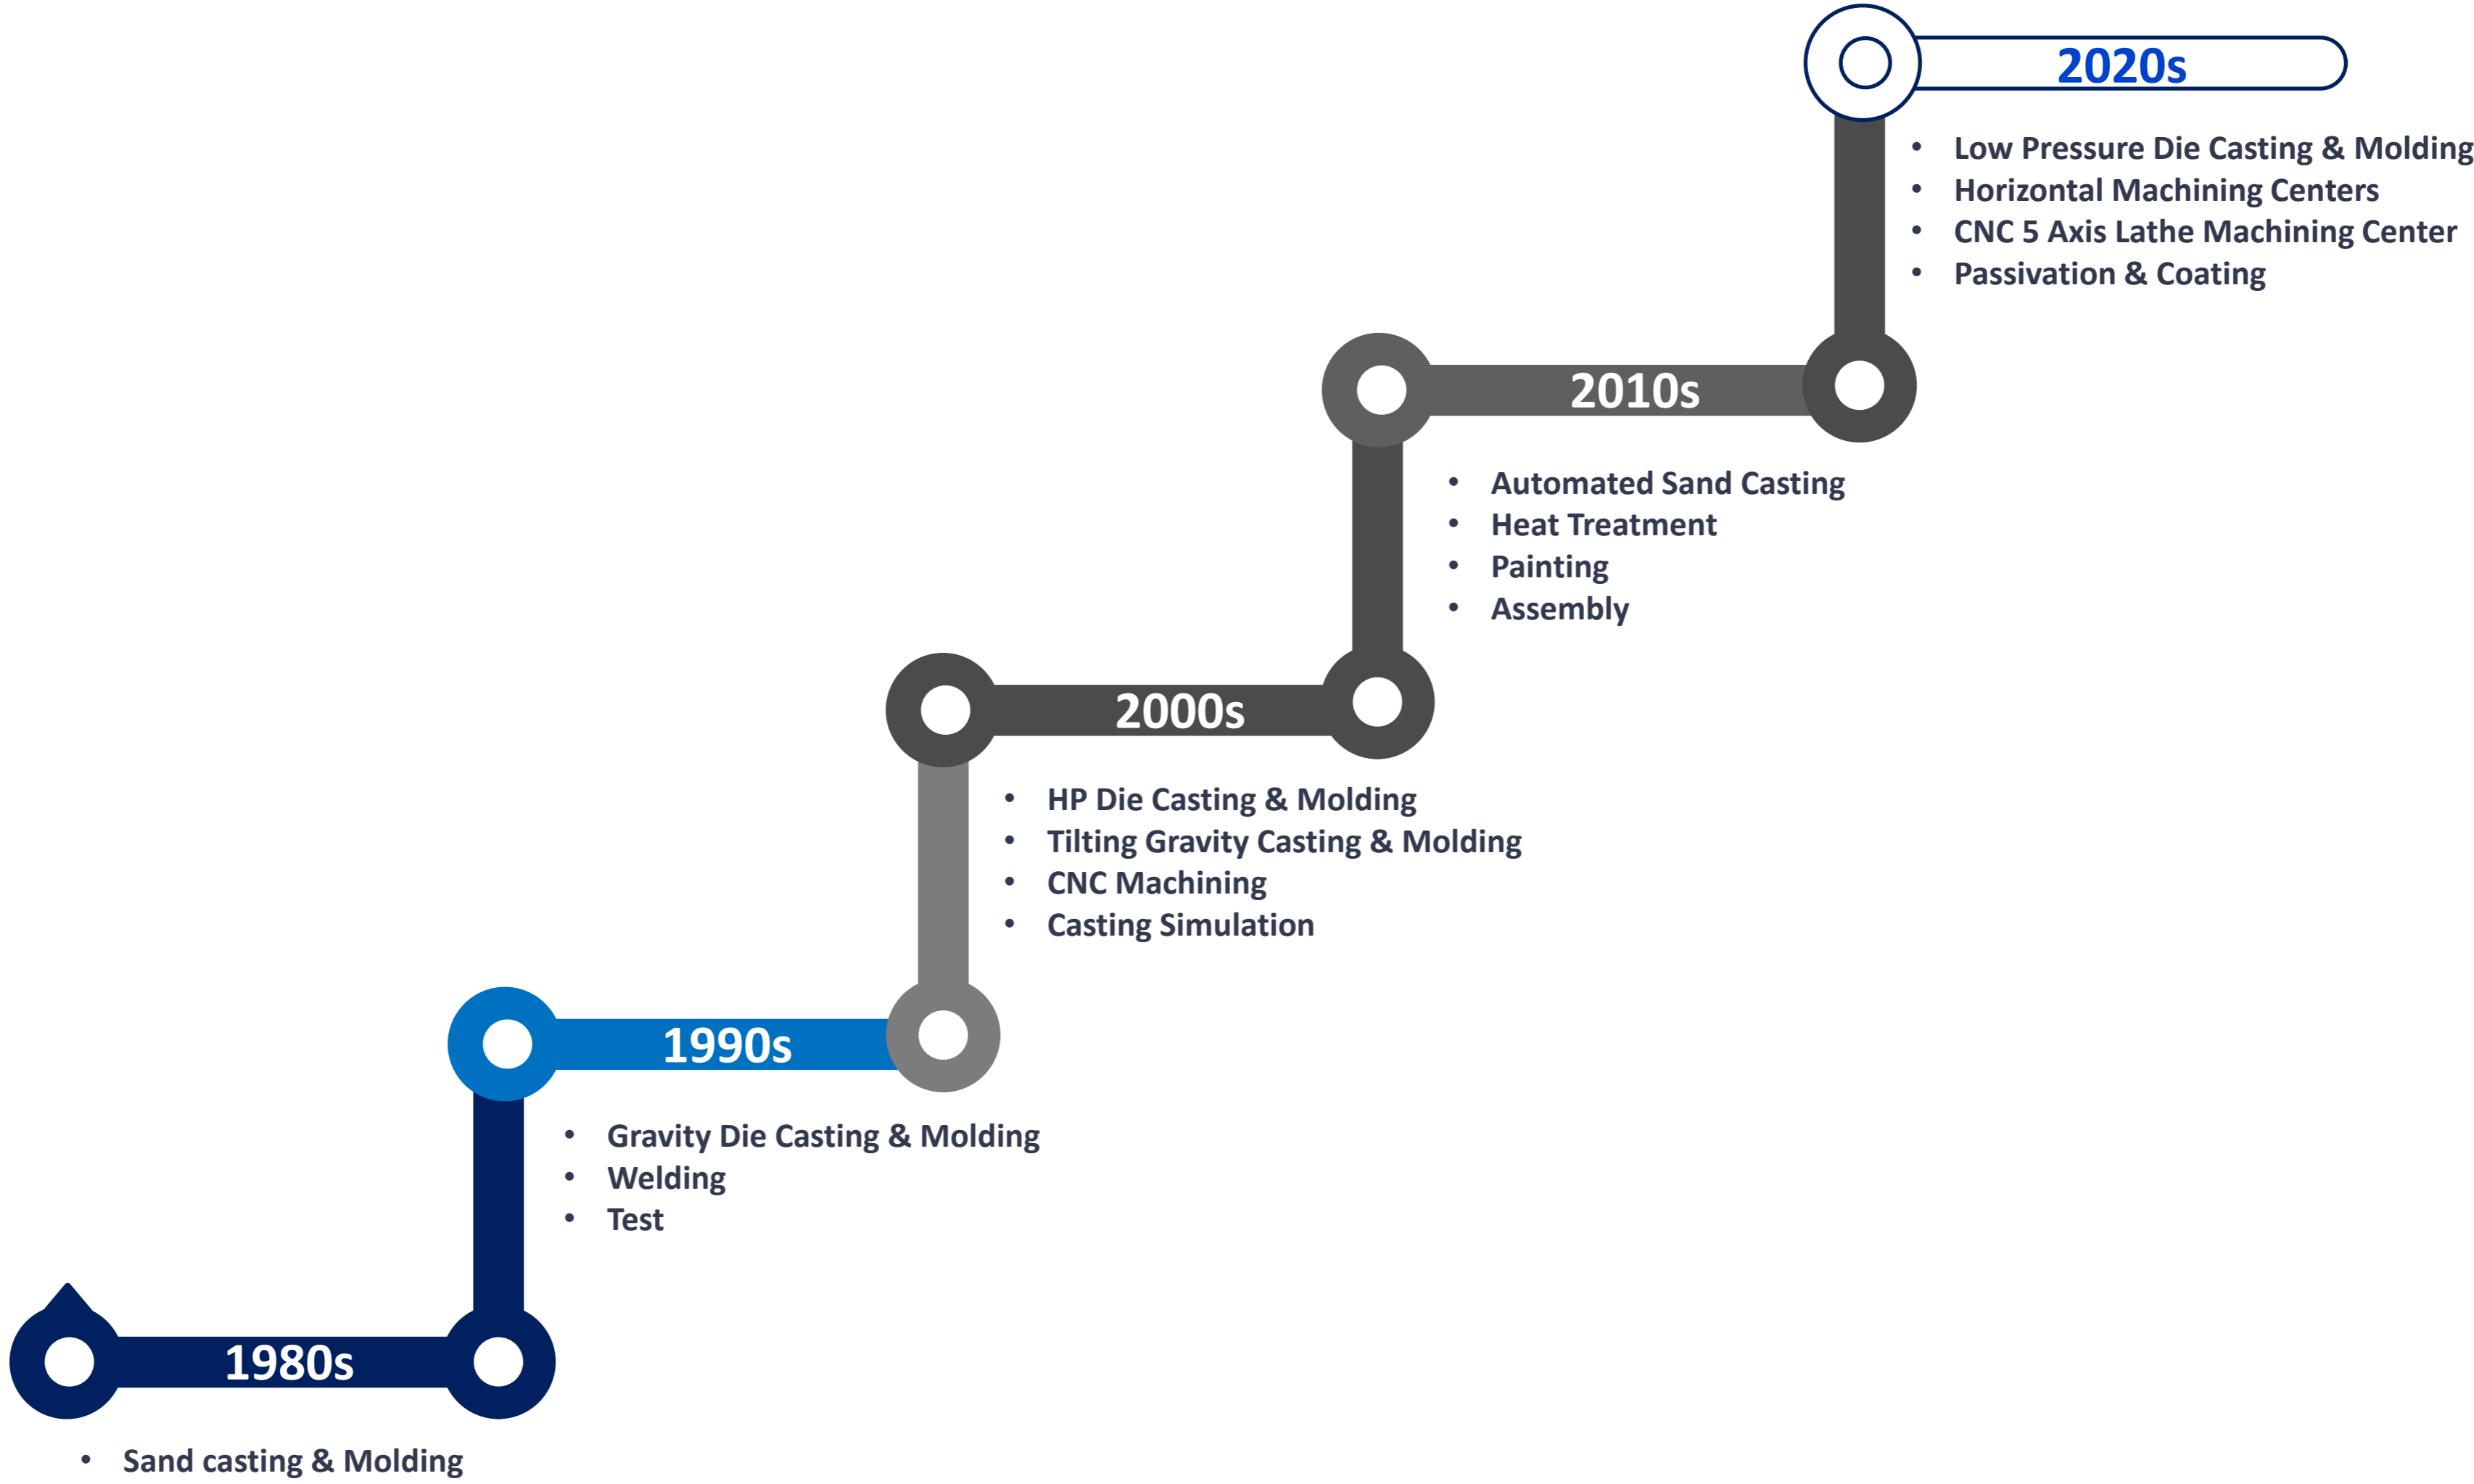 2020s
• Low Pressure Die Casting & Molding
• Horizontal Machining Centers
• CNC 5 Axis Lathe Machining Center
• Passivation & Coating
2010s
• Automated Sand Casting
• Heat Treatment
• Painting
• Assembly
2000s
• HP Die Casting & Molding
• Tilting Gravity Casting & Molding
• CNC Machining
• Casting Simulation
1990s
• Gravity Die Casting & Molding
• Welding
• Test
1980s
• Sand casting & Molding